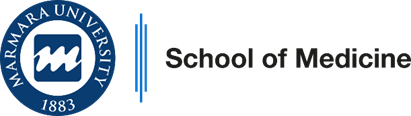 MARMARA UNIVERSITY
1883
School of Medicine